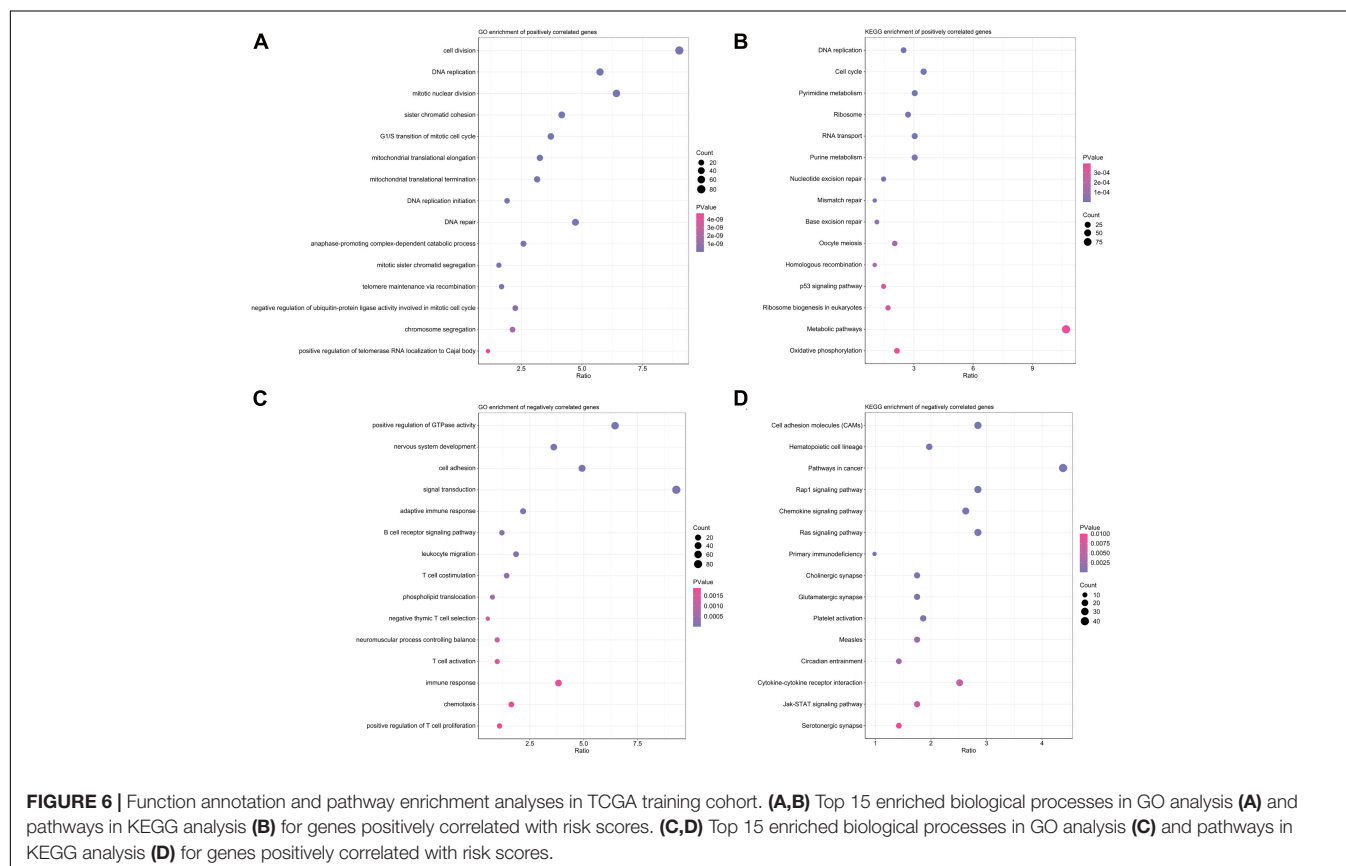 A
GO enrichment of positively correlated genes
cell division
DNA replication
mitotic nuclear division
sister chromatid cohesion
G1/S transition of mitotic cell cycle
mitochondrial translational elongation
mitochondrial translational termination
DNA replication initiation
DNA repair
anaphase-promoting complex-dependent catabolic process
mitotic sister chromatid segregation
telomere maintenance via recombination
negative regulation of ubiquitin-protein ligase activity involved in mitotic cell cycle
chromosome segregation
positive regulation of telomerase RNA localization to Cajal body
2.5 5.0 7.5
Ratio
Count
20
40
60
80
PValue
4e-09
3e-09
2e-09
1e-09
B
KEGG enrichment of positively correlated genes
DNA replication
Cell cycle
Pyrimidine metabolism
Ribosome
RNA transport
Purine metabolism
Nucleotide excision repair
Mismatch repair
Base excision repair
Oocyte meiosis
Homologous recombination
p53 signaling pathway
Ribosome biogenesis in eukaryotes
Metabolic pathways
Oxidative phosphorylation
3 6 9
Ratio
PValue
3e-04
2e-04
1e-04
Count
25
50
75
C
GO enrichment of negatively correlated genes
positive regulation of GTPase activity
nervous system development
cell adhesion
signal transduction
adaptive immune response
B cell receptor signaling pathway
leukocyte migration
T cell costimulation
phospholipid translocation
negative thymic T cell selection
neuromuscular process controlling balance
T cell activation
immune response
chemotaxis
positive regulation of T cell proliferation
2.5 5.0 7.5
Ratio
Count
20
40
60
80
PValue
0.0015
0.0010
0.0005
D
KEGG enrichment of negatively correlated genes
Cell adhesion molecules (CAMs)
Hematopoietic cell lineage
Pathways in cancer
Rap1 signaling pathway
Chemokine signaling pathway
Ras signaling pathway
Primary immunodeficiency
Cholinergic synapse
Glutamatergic synapse
Platelet activation
Measles
Circadian entrainment
Cytokine-cytokine receptor interaction
Jak-STAT signaling pathway
Serotonergic synapse
1 2 3 4
Ratio
PValue
0.0100
0.0075
0.0050
0.0025
Count
10
20
30
40
FIGURE 6 | Function annotation and pathway enrichment analyses in TCGA training cohort. (A,B) Top 15 enriched biological processes in GO analysis (A) and
pathways in KEGG analysis (B) for genes positively correlated with risk scores. (C,D) Top 15 enriched biological processes in GO analysis (C) and pathways in
KEGG analysis (D) for genes positively correlated with risk scores.